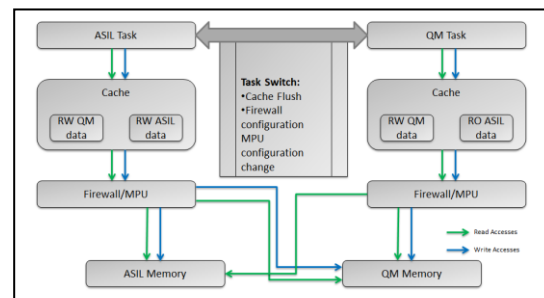 ASIL Task
QM Task
Task Switch:
•Cache Flush
•Firewall
configuration
MPU
configuration
change
Cache
RW QM
data
RW ASIL
data
Cache
RW QM
data
RO ASIL
data
Firewall/MPU
Firewall/MPU
Read Accesses
Write Accesses
ASIL Memory
QM Memory